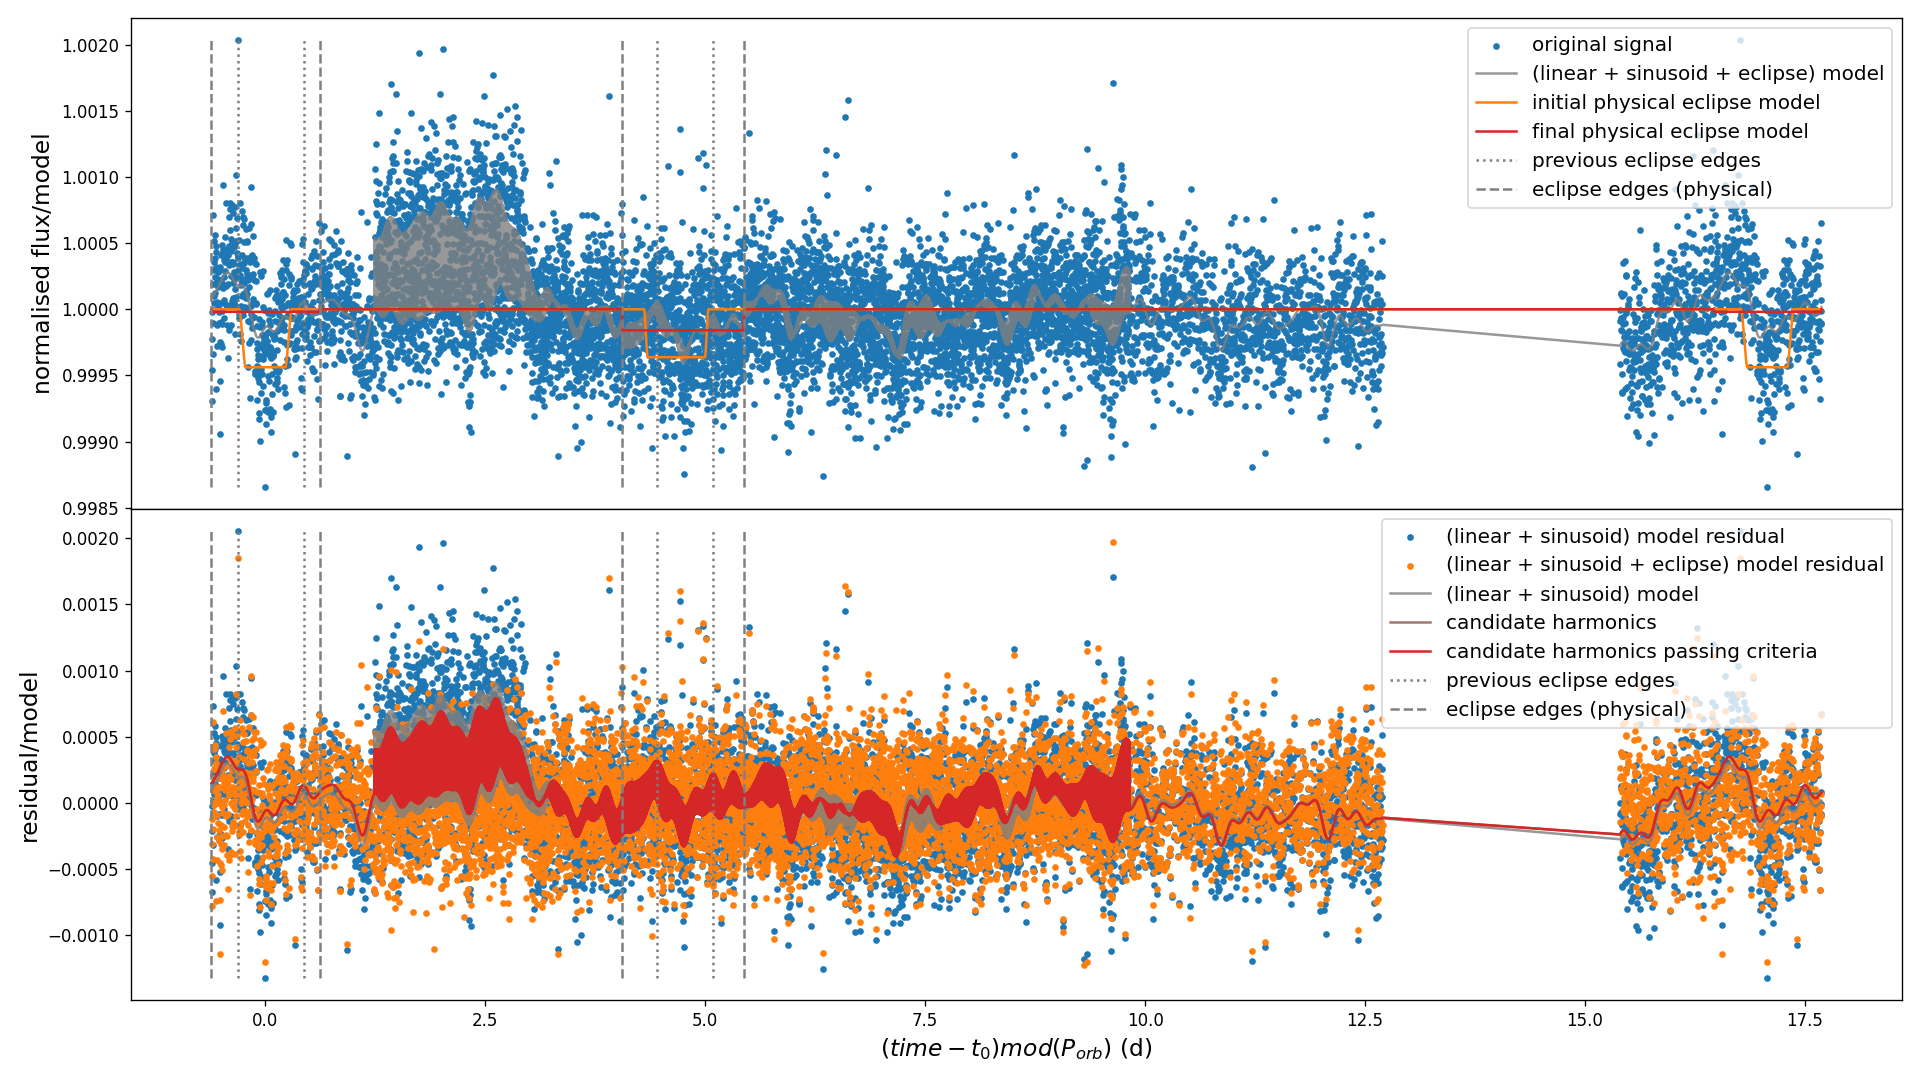 normalised flux/model
1.0020
1.0015
1.0010
1.0005
1.0000
0.9995
0.9990
0.9985
original signal
(linear + sinusoid + eclipse) model
initial physical eclipse model
final physical eclipse model
previous eclipse edges
eclipse edges (physical)
residual/model
0.0020
0.0015
0.0010
0.0005
0.0000
−0.0005
−0.0010
(linear + sinusoid) model residual
(linear + sinusoid + eclipse) model residual
(linear + sinusoid) model
candidate harmonics
candidate harmonics passing criteria
previous eclipse edges
eclipse edges (physical)
0.0 2.5 5.0 7.5 10.0 12.5 15.0 17.5
(time − t₀)mod(Pₒᵣᵦ) (d)